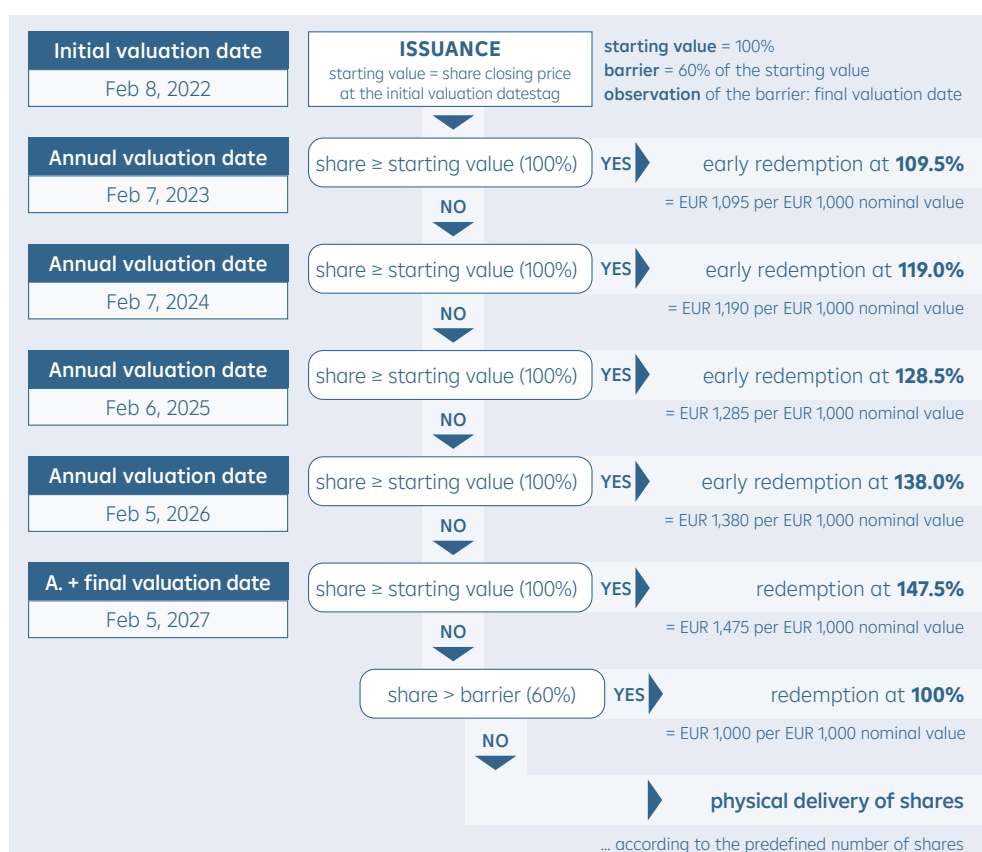 Initial valuation date
Feb 8, 2022
ISSUANCE
starting value = share closing price
at the initial valuation datestag
starting value = 100%
barrier = 60% of the starting value
observation of the barrier: final valuation date
Annual valuation date
Feb 7, 2023
share ≥ starting value (100%)
YES
early redemption at 109.5%
= EUR 1,095 per EUR 1,000 nominal value
NO
Annual valuation date
Feb 7, 2024
share ≥ starting value (100%)
YES
early redemption at 119.0%
= EUR 1,190 per EUR 1,000 nominal value
NO
Annual valuation date
Feb 6, 2025
share ≥ starting value (100%)
YES
early redemption at 128.5%
= EUR 1,285 per EUR 1,000 nominal value
NO
Annual valuation date
Feb 5, 2026
share ≥ starting value (100%)
YES
early redemption at 138.0%
= EUR 1,380 per EUR 1,000 nominal value
NO
A. + final valuation date
Feb 5, 2027
share ≥ starting value (100%)
YES
redemption at 147.5%
= EUR 1,475 per EUR 1,000 nominal value
NO
share > barrier (60%)
YES
redemption at 100%
= EUR 1,000 per EUR 1,000 nominal value
NO
physical delivery of shares
... according to the predefined number of shares